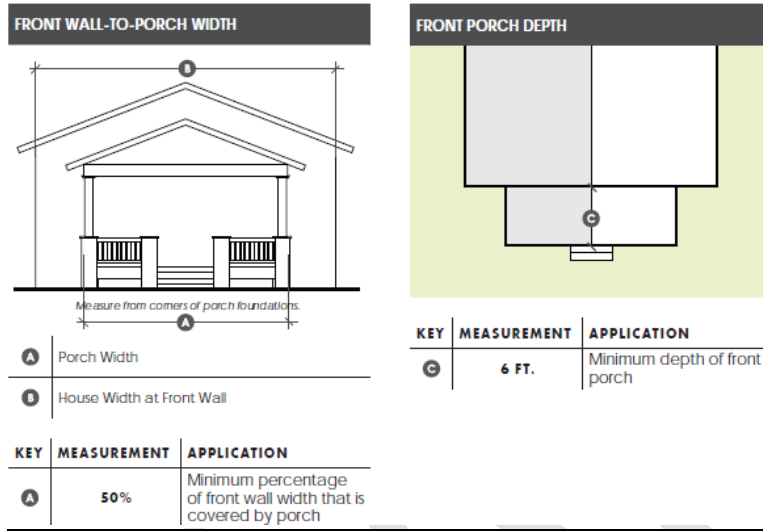 FRONT WALL-TO-PORCH WIDTH
B
Measure from corners of porch foundations.
A
A Porch Width
B House Width at Front Wall
KEY MEASUREMENT APPLICATION
A 50% Minimum percentage
of front wall width that is
covered by porch
FRONT PORCH DEPTH
C
KEY MEASUREMENT APPLICATION
C 6 FT. Minimum depth of front
porch